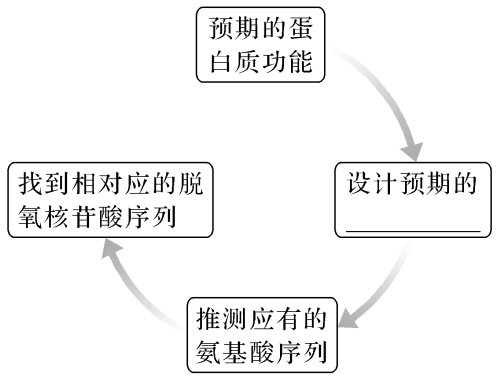 预期的蛋
白质功能
设计预期的
推测应有的
氨基酸序列
找到相对应的脱
氧核苷酸序列